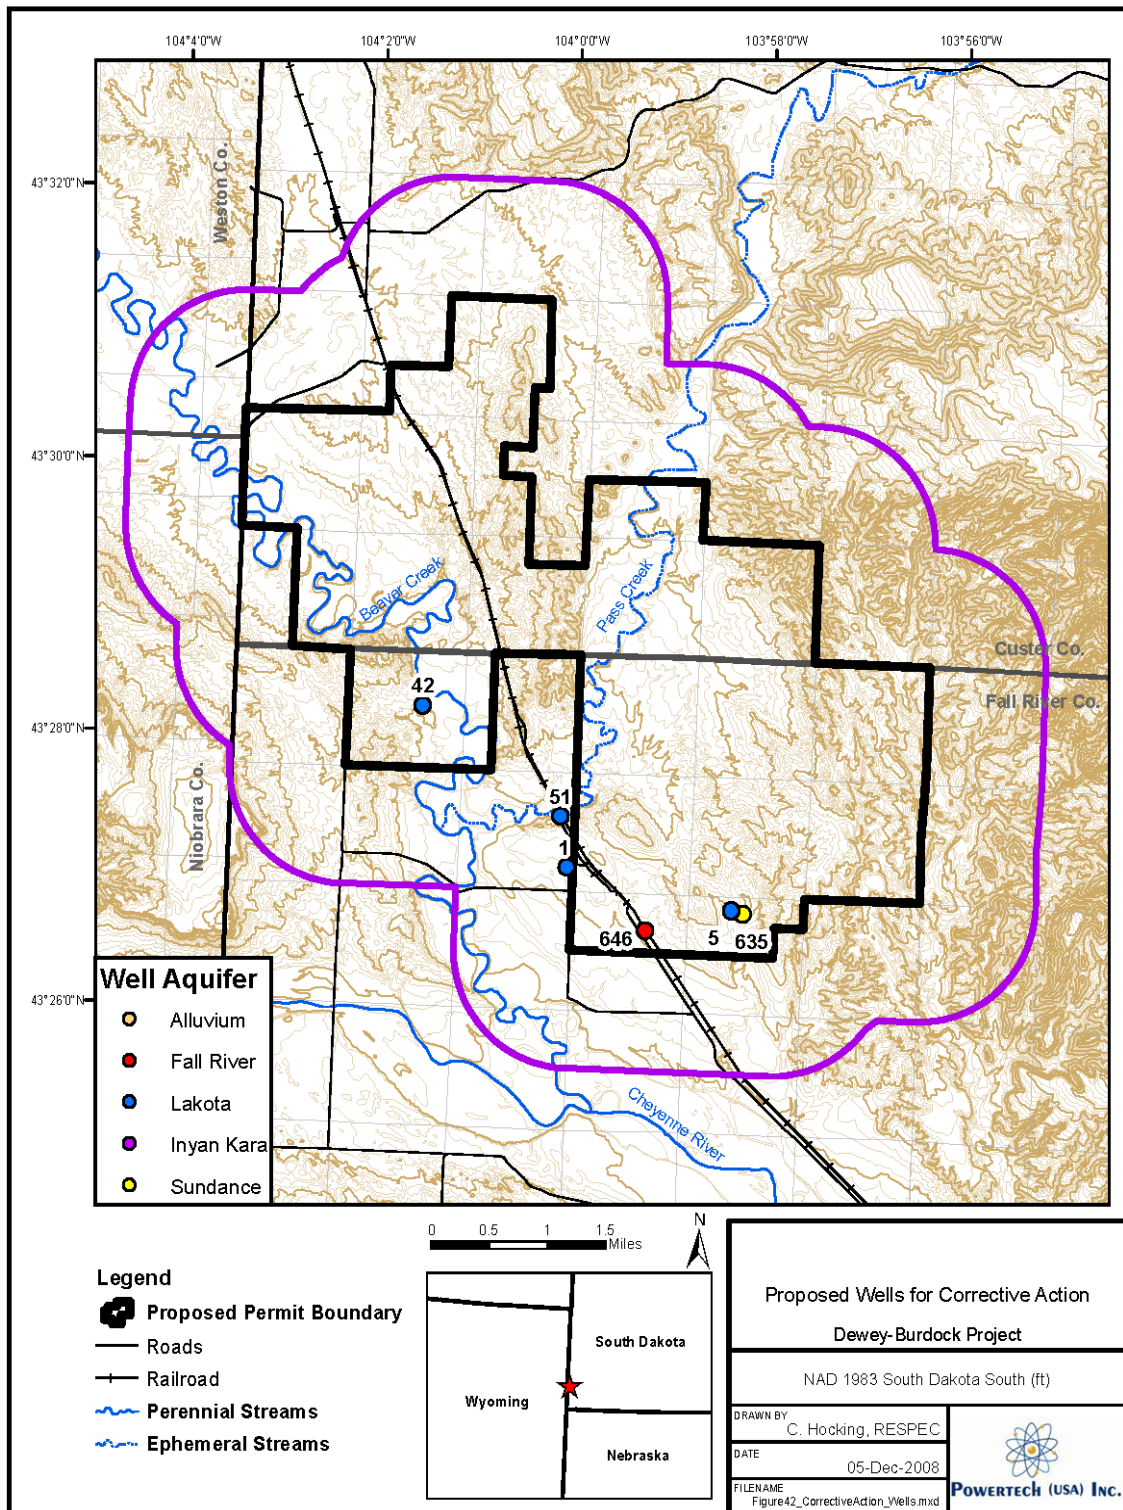 104°4'0"W
104°2'0"W
104°0'0"W
103°58'0"W
103°56'0"W
43°32'0"N
43°30'0"N
43°28'0"N
43°26'0"N
Weston Co.
Niobrara Co.
Custer Co.
Fall River Co.
Beaver Creek
Pass Creek
Cheyenne River
42
51
1
646
5
635
Well Aquifer
Alluvium
Fall River
Lakota
Inyan Kara
Sundance
0 0.5 1 1.5
Miles
N
Legend
Proposed Permit Boundary
Roads
Railroad
Perennial Streams
Ephemeral Streams
South Dakota
Wyoming
Nebraska
Proposed Wells for Corrective Action
Dewey-Burdock Project
NAD 1983 South Dakota South (ft)
DRAWN BY
C. Hocking, RESPEC
DATE
05-Dec-2008
FILENAME
Figure42_CorrectiveAction_Wells.mxd
POWERTECH (USA) INC.